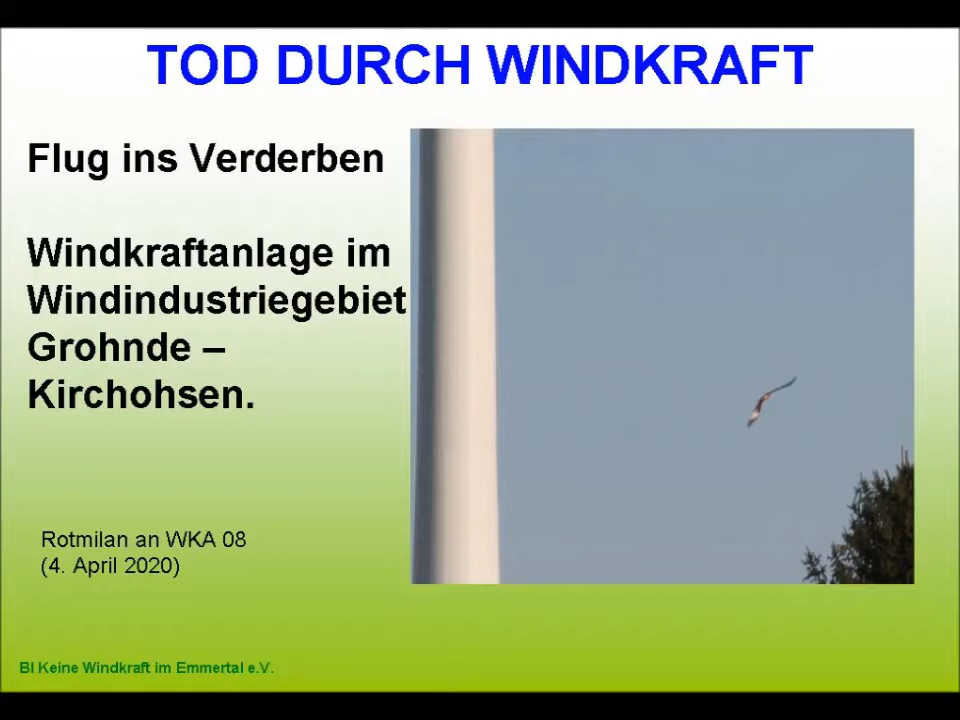 TOD DURCH WINDKRAFT
Flug ins Verderben
Windkraftanlage im
Windindustriegebiet
Grohnde –
Kirchohsen.
Rotmilan an WKA 08
(4. April 2020)
BI Keine Windkraft im Emmertal e.V.